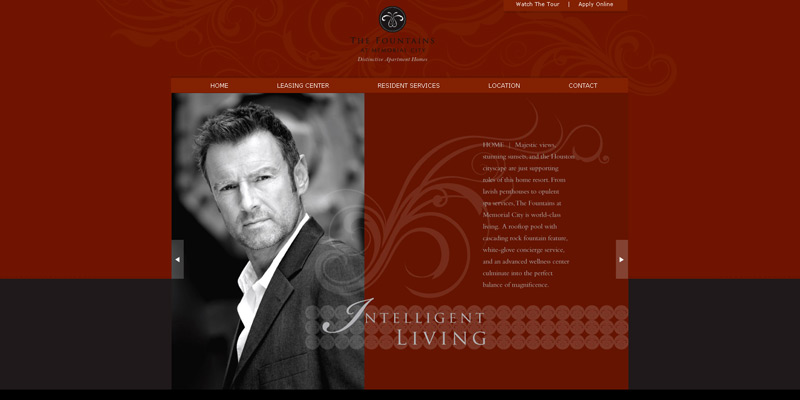 Watch The Tour | Apply Online
THE FOUNTAINS
AT MEMORIAL CITY
Distinctive Apartment Homes
HOME LEASING CENTER RESIDENT SERVICES LOCATION CONTACT
HOME | Majestic views,
stunning sunsets, and the Houston
cityscape are just supporting
roles of this home resort. From
lavish penthouses to opulent
spa services, The Fountains at
Memorial City is world-class
living. A rooftop pool with
cascading rock fountain feature,
white-glove concierge service,
and an advanced wellness center
culminate into the perfect
balance of magnificence.
INTELLIGENT
LIVING